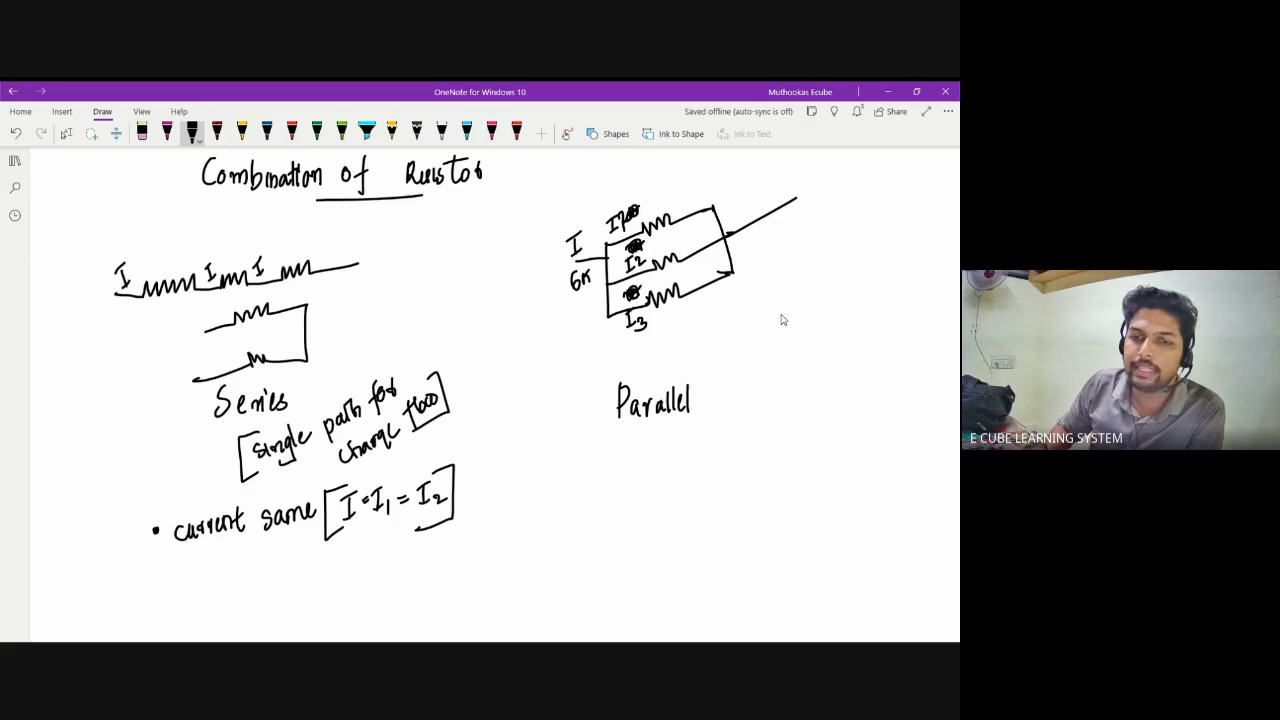 OneNote for Windows 10
Muthookas Ecube
Home Insert Draw View Help
Saved offline (auto-sync is off)
Share
Shapes
Ink to Shape
Ink to Text
Combination of Resistor
I I I
Series
[single path for
charge flow]
• current same [I = I1 = I2]
I
I1
I2
I3
Parallel
E CUBE LEARNING SYSTEM